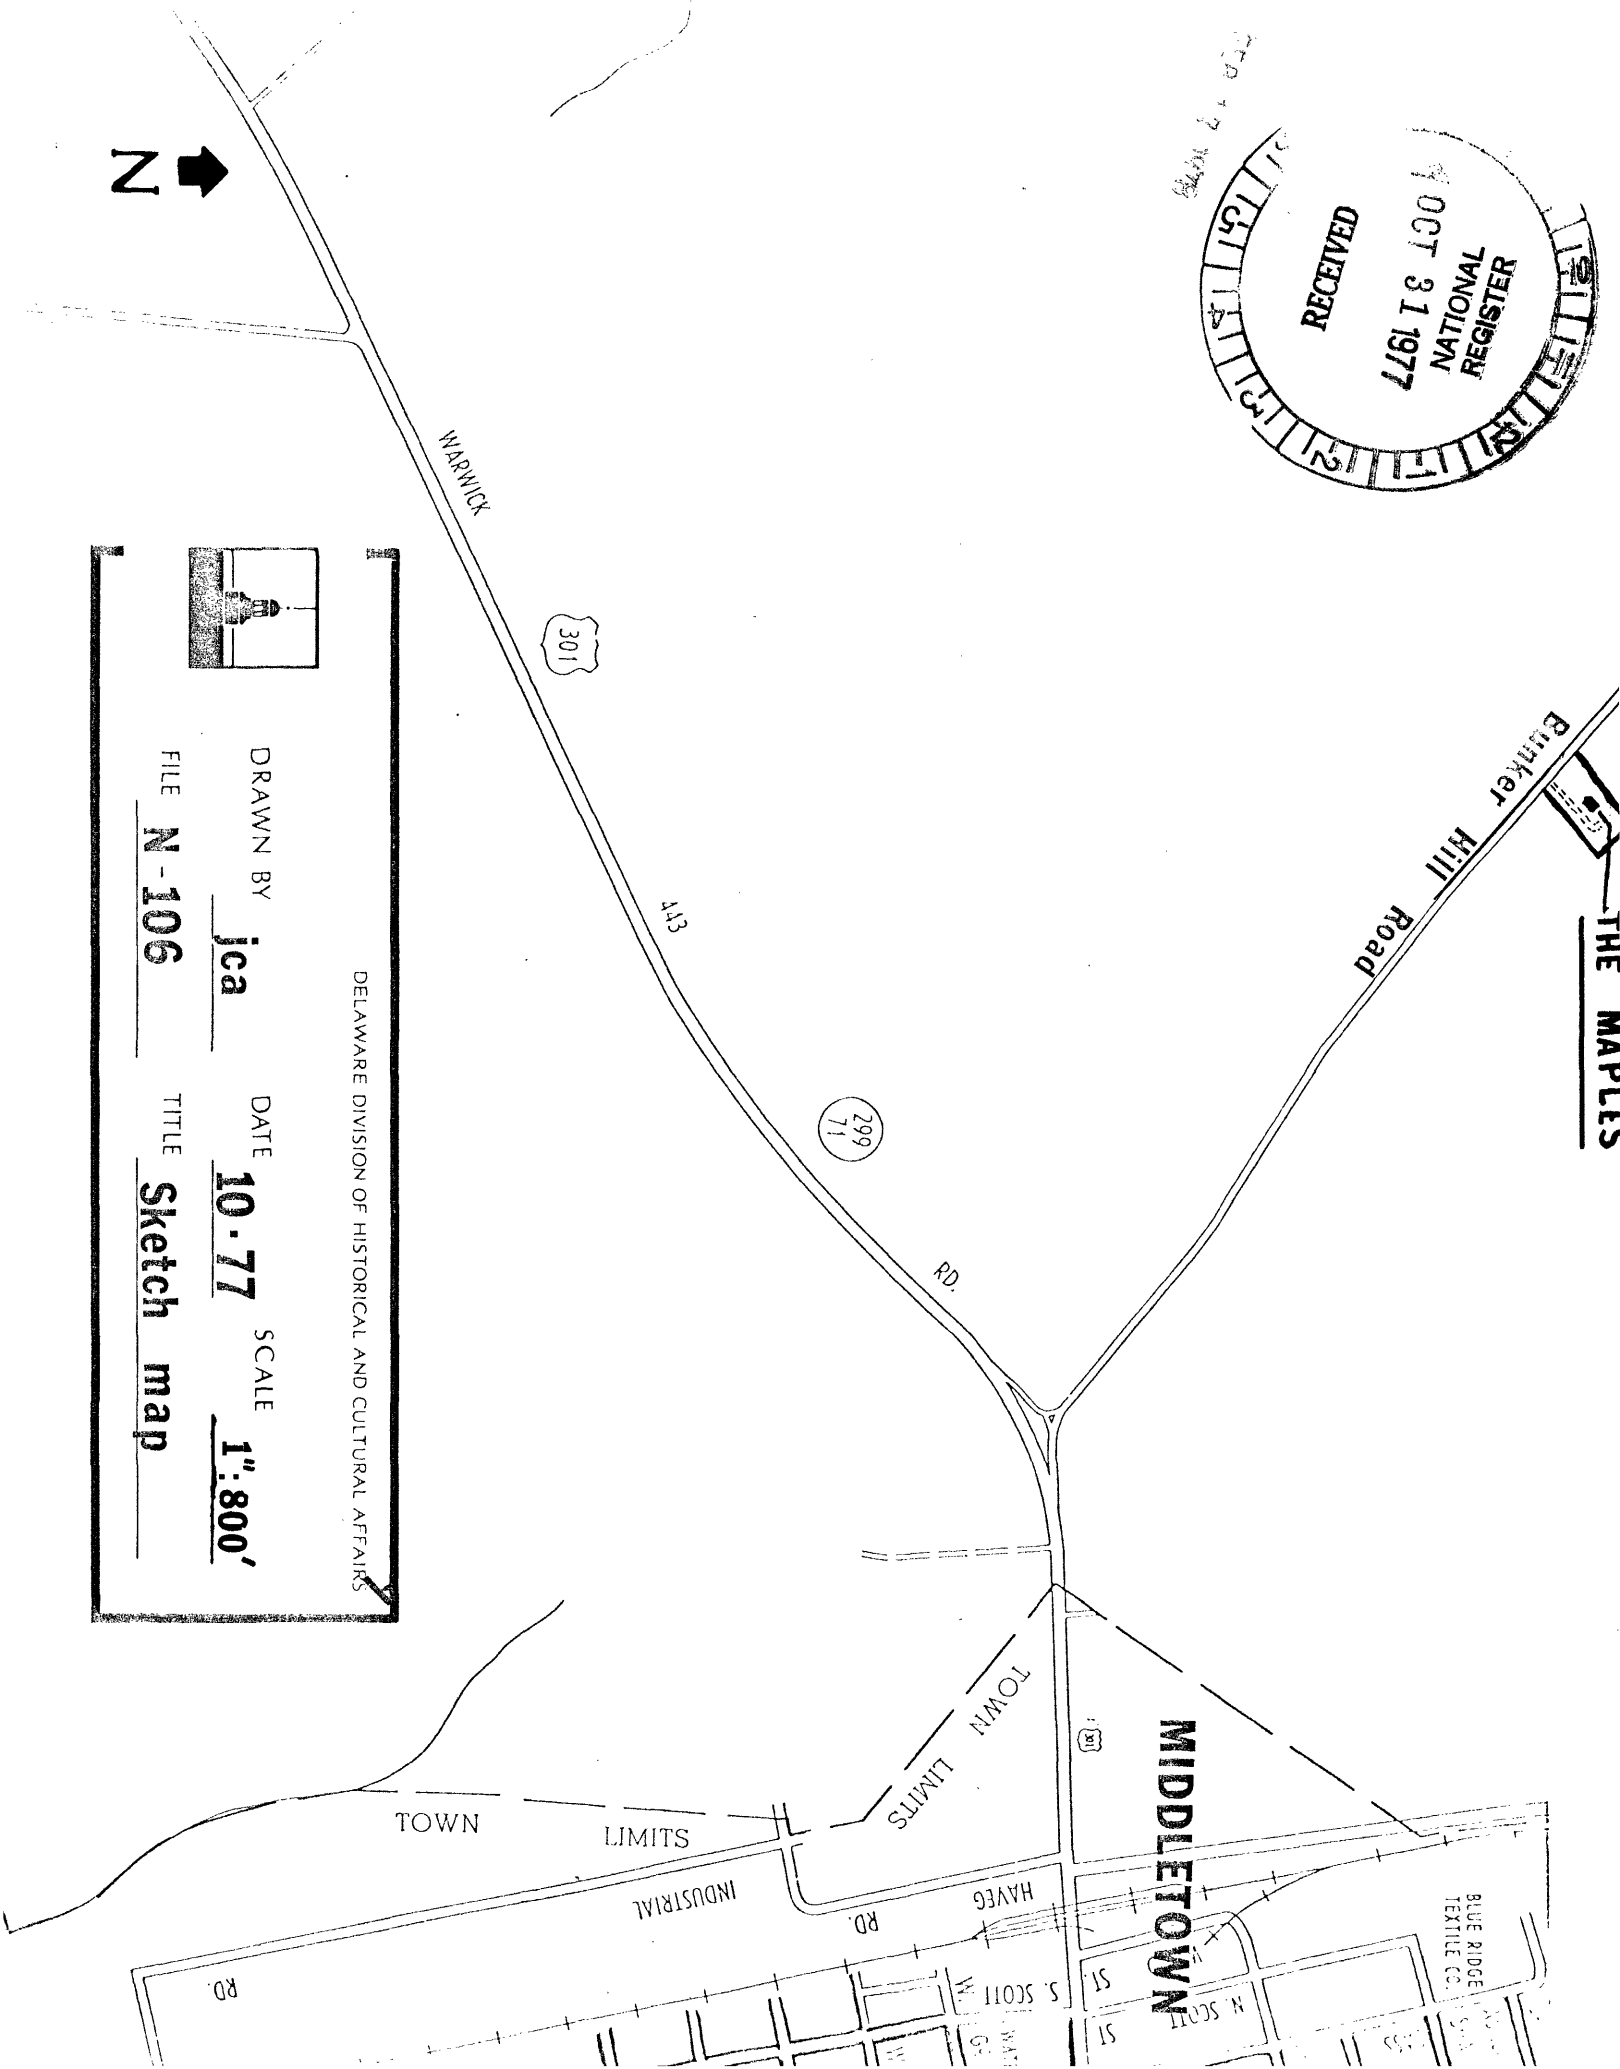 THE MAPLES
Bunker Hill Road
RECEIVED
OCT 31 1977
NATIONAL
REGISTER
N
WARWICK
301
443
299
71
RD.
MIDDLETOWN
301
TOWN LIMITS
TOWN LIMITS
INDUSTRIAL
RD.
HAVEG
RD.
S. SCOTT
ST.
N. SCOTT
ST
BLUE RIDGE
TEXTILE CO.
DELAWARE DIVISION OF HISTORICAL AND CULTURAL AFFAIRS
DRAWN BY jca DATE 10·77 SCALE 1":800'
FILE N-106 TITLE Sketch map